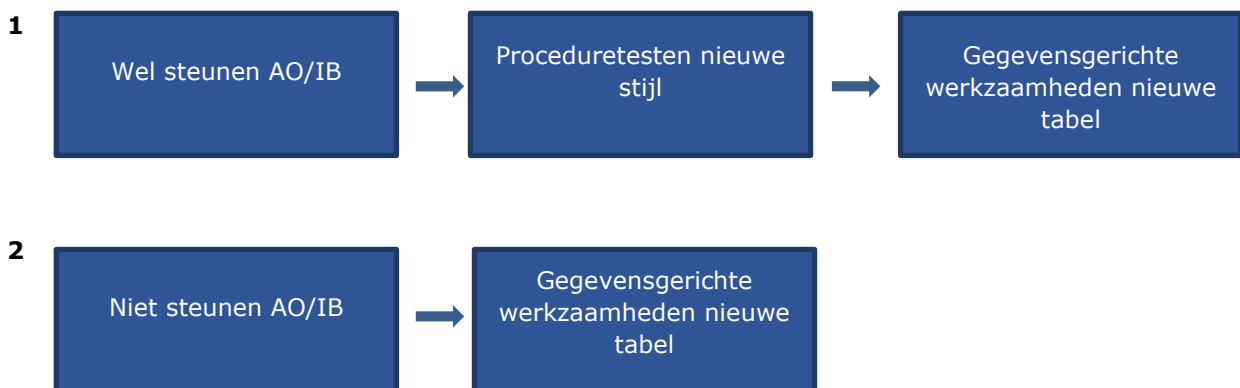 1
Wel steunen AO/IB
Proceduretesten nieuwe
stijl
Gegevensgerichte
werkzaamheden nieuwe
tabel
2
Niet steunen AO/IB
Gegevensgerichte
werkzaamheden nieuwe
tabel